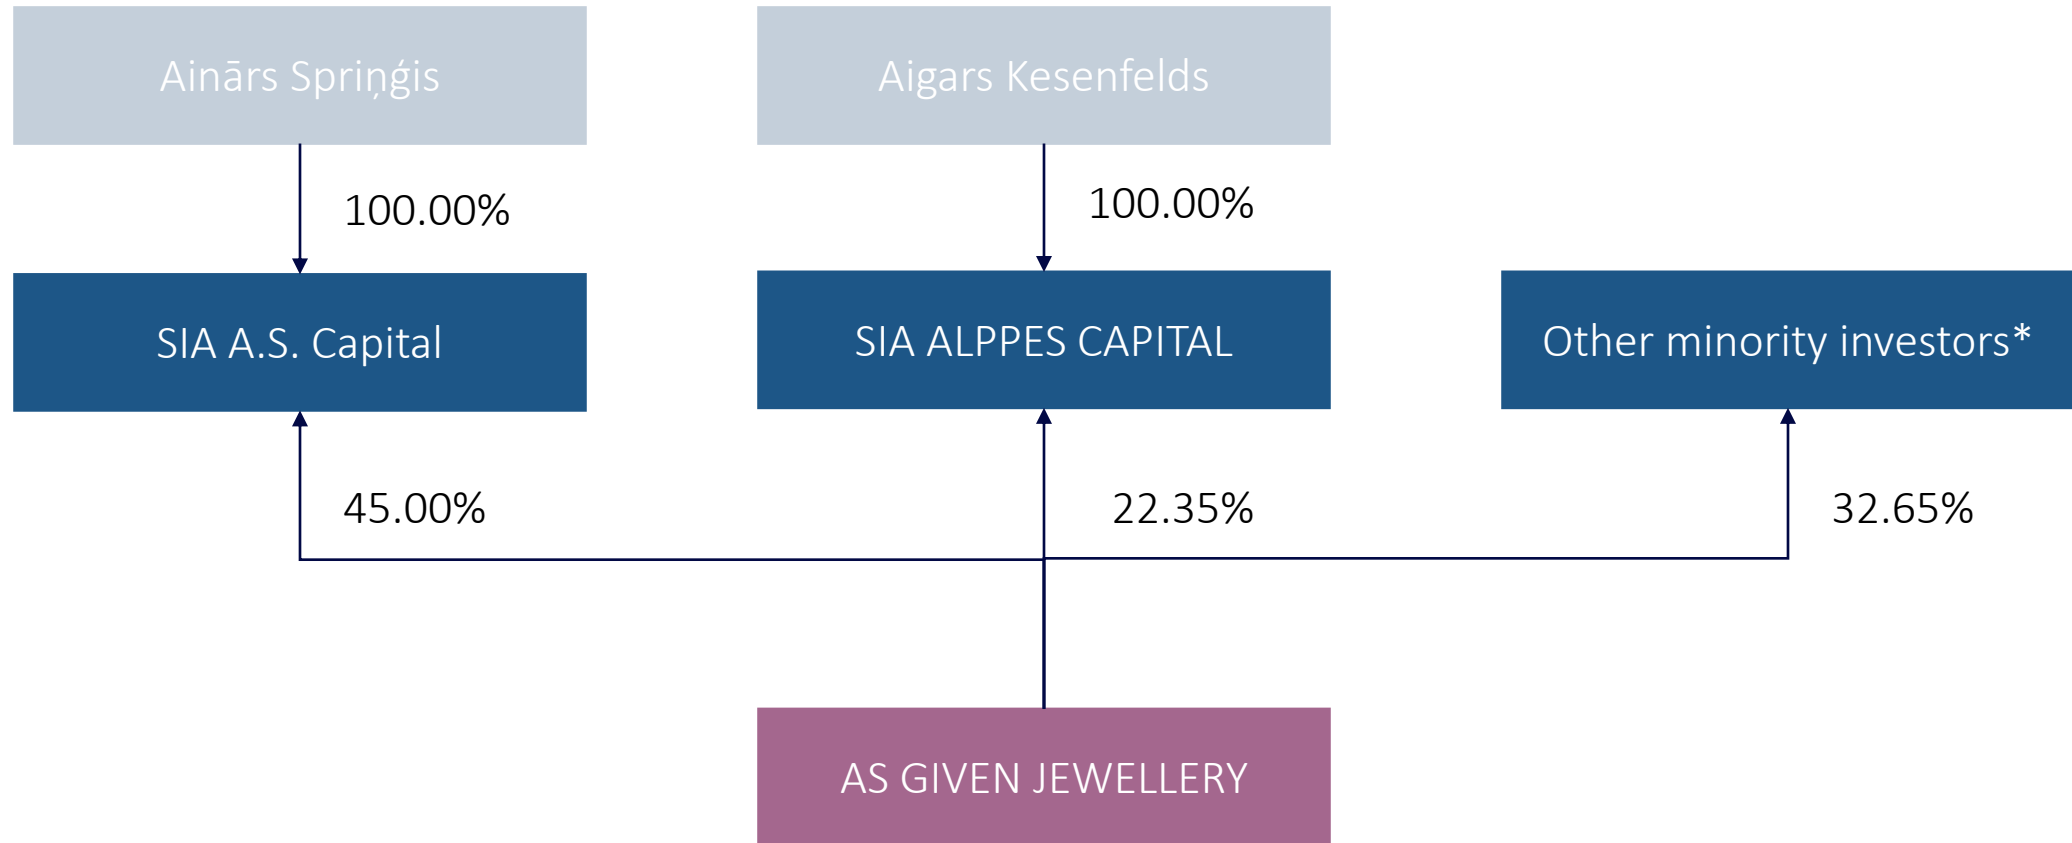 Ainārs Spriņģis
Aigars Kesenfelds
100.00%
100.00%
SIA A.S. Capital
SIA ALPPES CAPITAL
Other minority investors*
45.00%
22.35%
32.65%
AS GIVEN JEWELLERY